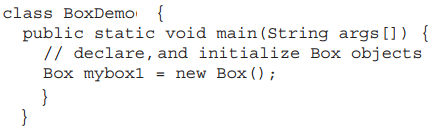 class BoxDemo {
public static void main(String args[]) {
// declare,and initialize Box objects
Box mybox1 = new Box();
}
}